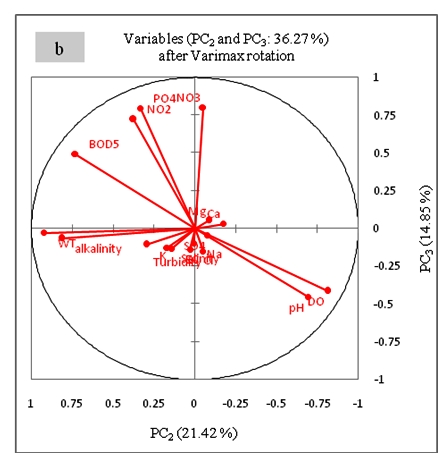 b
Variables (PC2 and PC3: 36.27%)
after Varimax rotation
1
0.75
0.5
0.25
0
-0.25
-0.5
-0.75
-1
PO4NO3
NO2
BOD5
MgCa
WT alkalinity
SO4
K
Na
Turbidity
pH DO
1 0.75 0.5 0.25 0 -0.25 -0.5 -0.75 -1
PC2 (21.42%)
PC3 (14.85%)